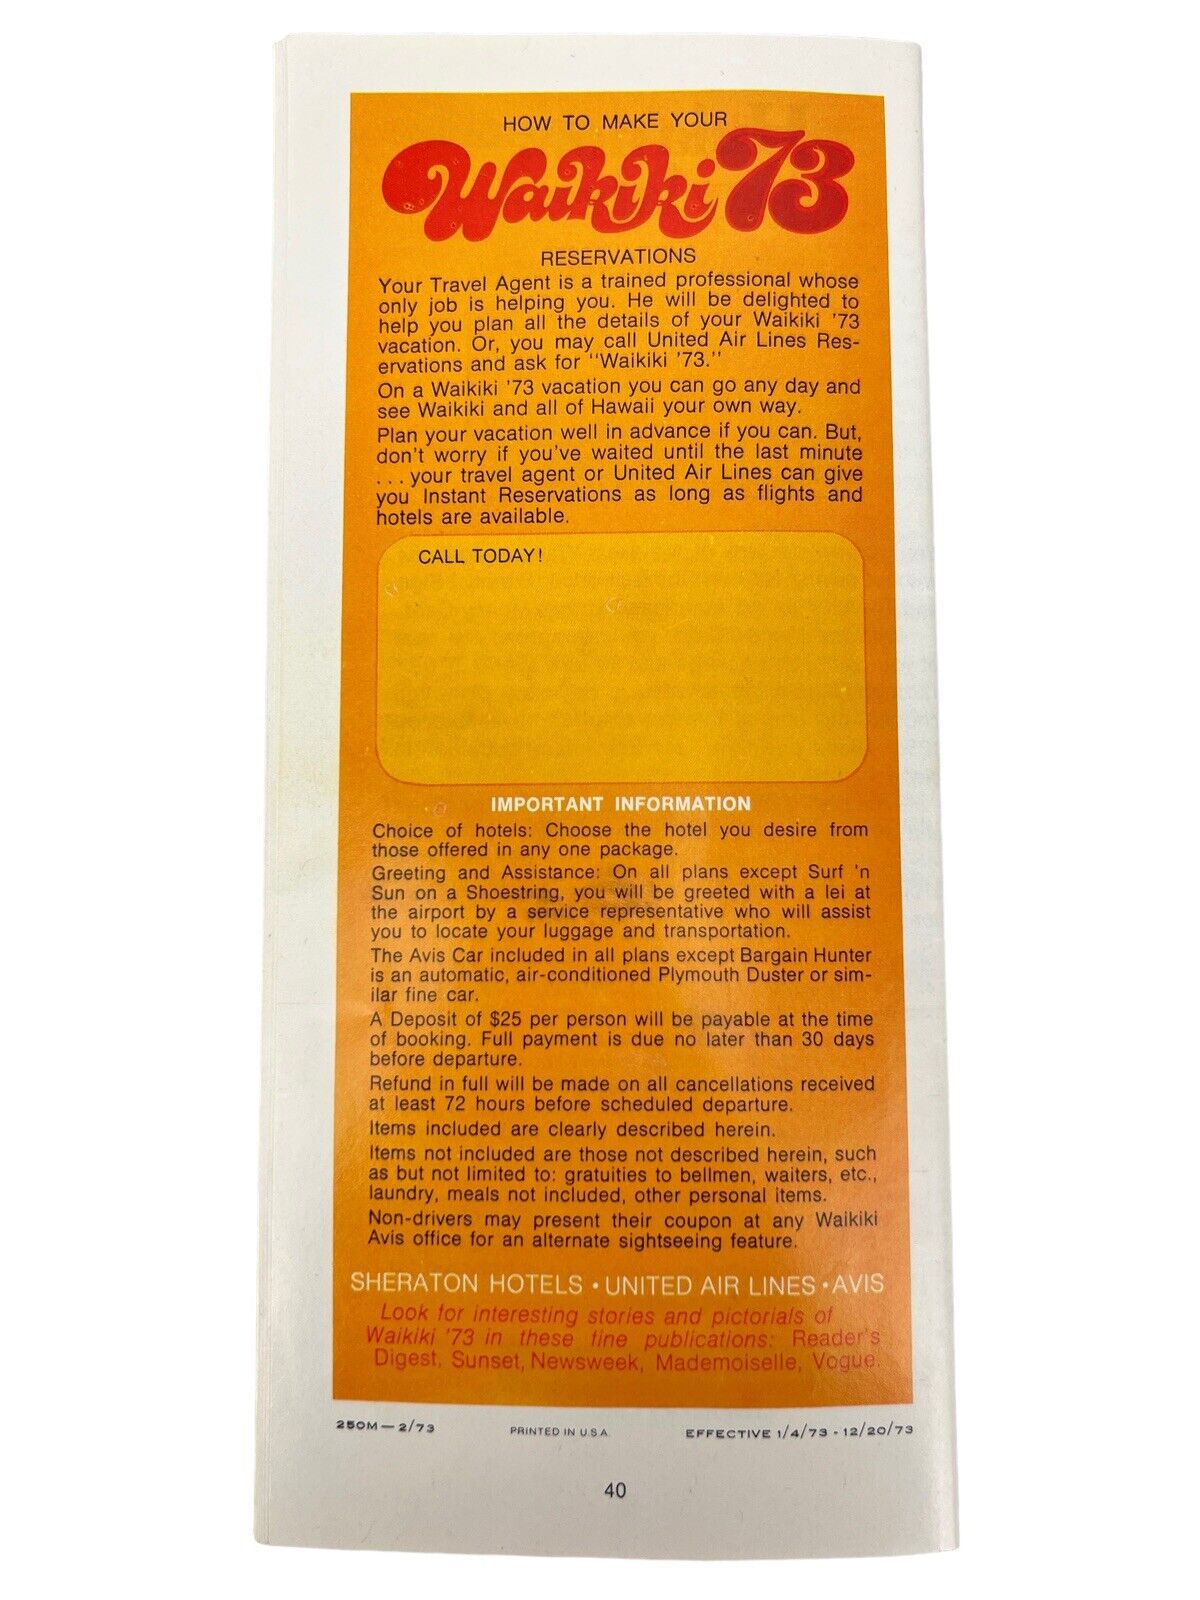 HOW TO MAKE YOUR
Waikiki 73
RESERVATIONS
Your Travel Agent is a trained professional whose
only job is helping you. He will be delighted to
help you plan all the details of your Waikiki '73
vacation. Or, you may call United Air Lines Res-
ervations and ask for "Waikiki '73."
On a Waikiki '73 vacation you can go any day and
see Waikiki and all of Hawaii your own way.
Plan your vacation well in advance if you can. But,
don't worry if you've waited until the last minute
. . . your travel agent or United Air Lines can give
you Instant Reservations as long as flights and
hotels are available.
CALL TODAY!
IMPORTANT INFORMATION
Choice of hotels: Choose the hotel you desire from
those offered in any one package.
Greeting and Assistance: On all plans except Surf 'n
Sun on a Shoestring, you will be greeted with a lei at
the airport by a service representative who will assist
you to locate your luggage and transportation.
The Avis Car included in all plans except Bargain Hunter
is an automatic, air-conditioned Plymouth Duster or sim-
ilar fine car.
A Deposit of $25 per person will be payable at the time
of booking. Full payment is due no later than 30 days
before departure.
Refund in full will be made on all cancellations received
at least 72 hours before scheduled departure.
Items included are clearly described herein.
Items not included are those not described herein, such
as but not limited to: gratuities to bellmen, waiters, etc.,
laundry, meals not included, other personal items.
Non-drivers may present their coupon at any Waikiki
Avis office for an alternate sightseeing feature.
SHERATON HOTELS • UNITED AIR LINES • AVIS
Look for interesting stories and pictorials of
Waikiki '73 in these fine publications: Reader's
Digest, Sunset, Newsweek, Mademoiselle, Vogue.
250M—2/73 PRINTED IN U.S.A. EFFECTIVE 1/4/73 - 12/20/73
40